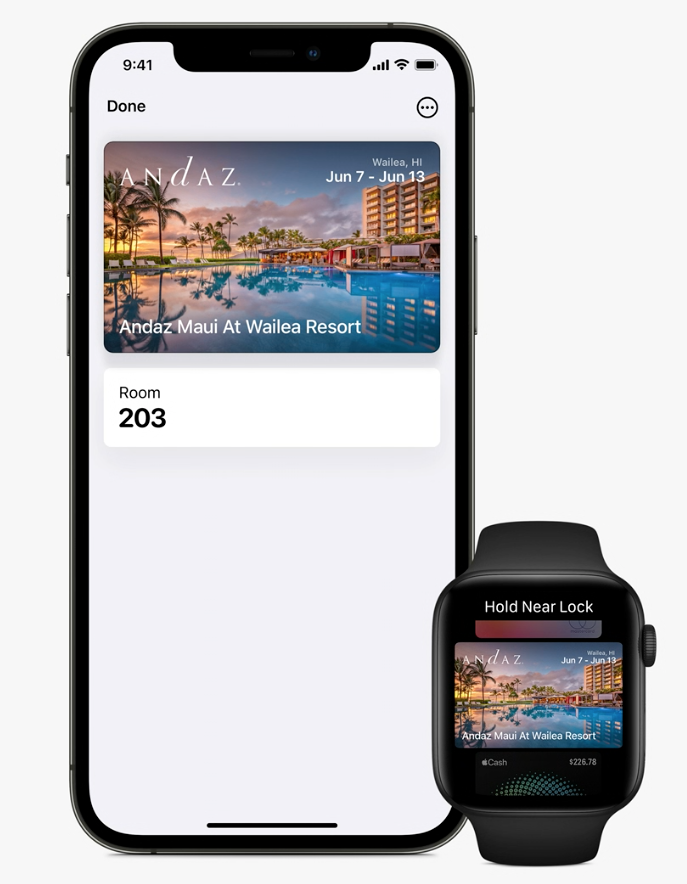 9:41
Done
ANdAZ.
Wailea, HI
Jun 7 - Jun 13
Andaz Maui At Wailea Resort
Room
203
Hold Near Lock
ANdAZ
Wailea, HI
Jun 7 - Jun 13
Andaz Maui At Wailea Resort
Cash
$226.78